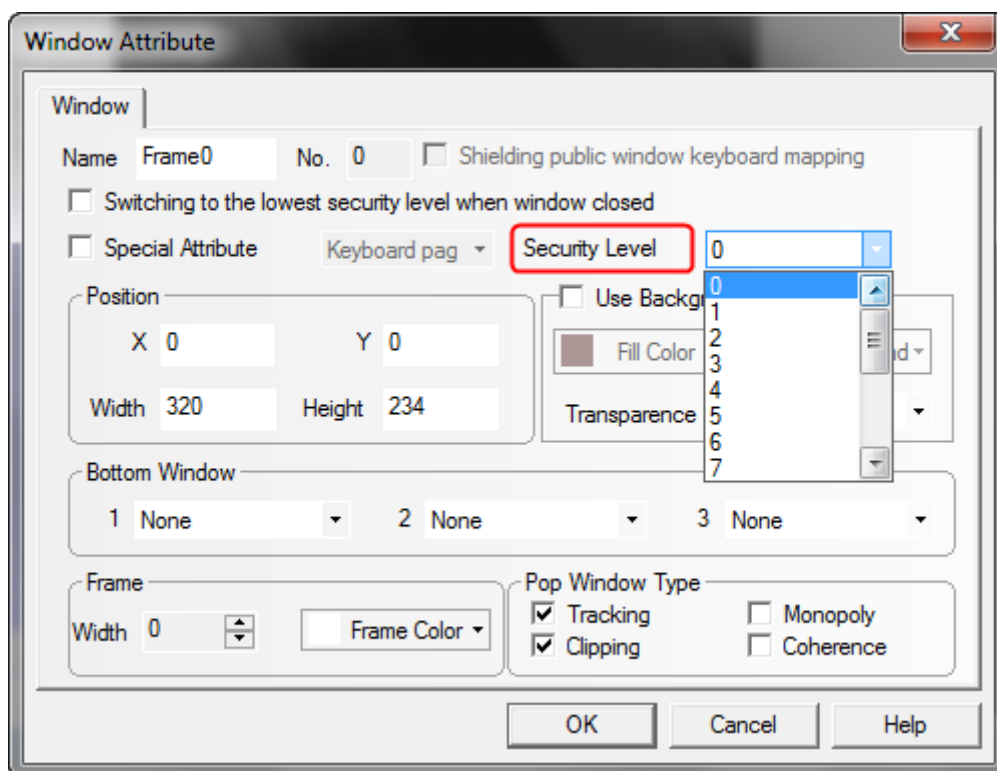 Window Attribute
Window
Name Frame0 No. 0 Shielding public window keyboard mapping
Switching to the lowest security level when window closed
Special Attribute Keyboard pag Security Level 0
0
1
2
3
4
5
6
7
Position
Use Backgr
X 0 Y 0
Fill Color
Width 320 Height 234
Transparence
Bottom Window
1 None 2 None 3 None
Frame
Width 0 Frame Color
Pop Window Type
Tracking Monopoly
Clipping Coherence
OK Cancel Help